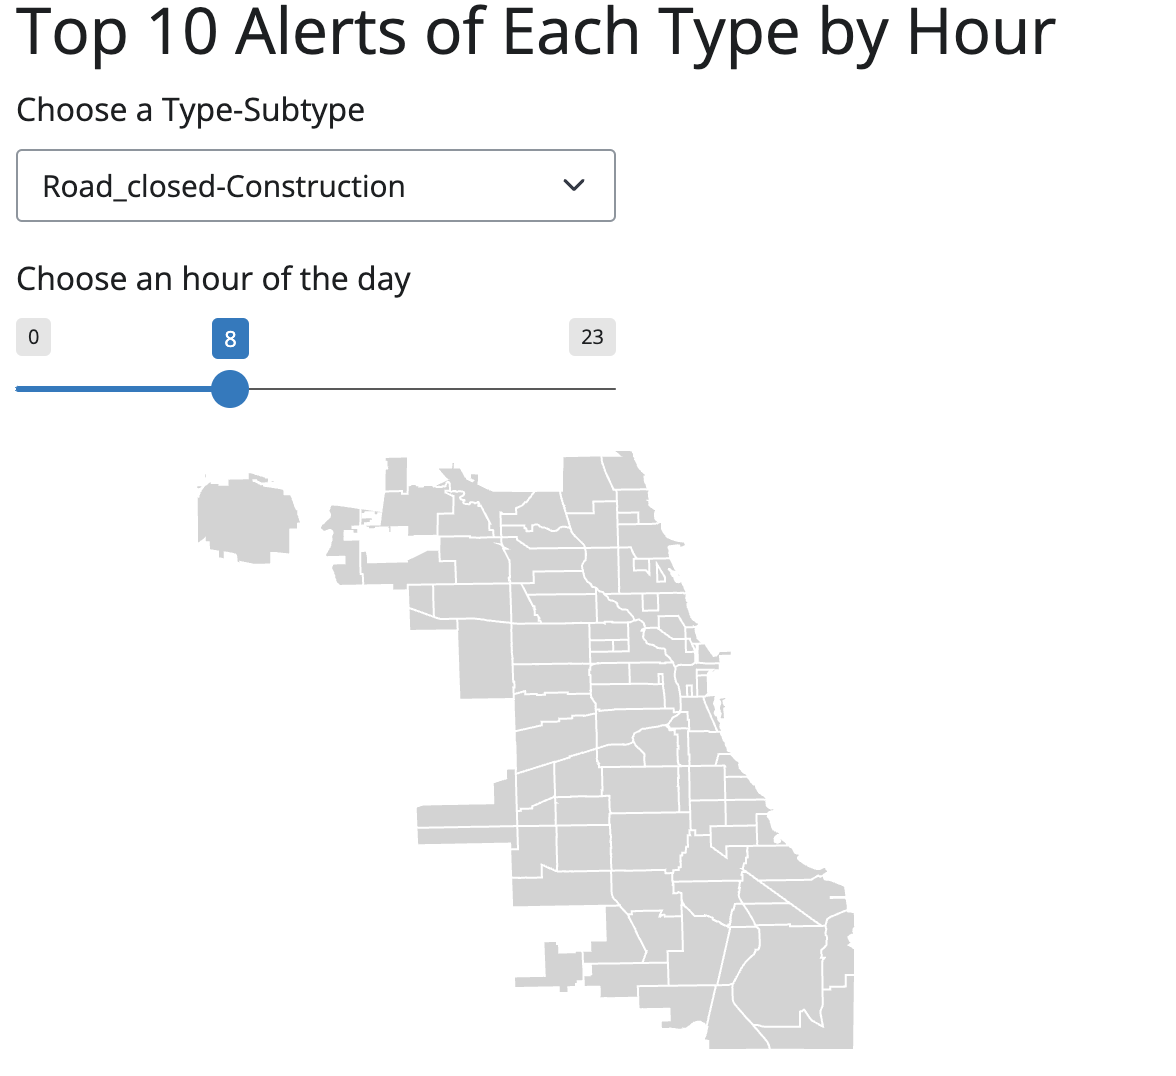 Top 10 Alerts of Each Type by Hour
Choose a Type-Subtype
Road_closed-Construction
Choose an hour of the day
0 8 23